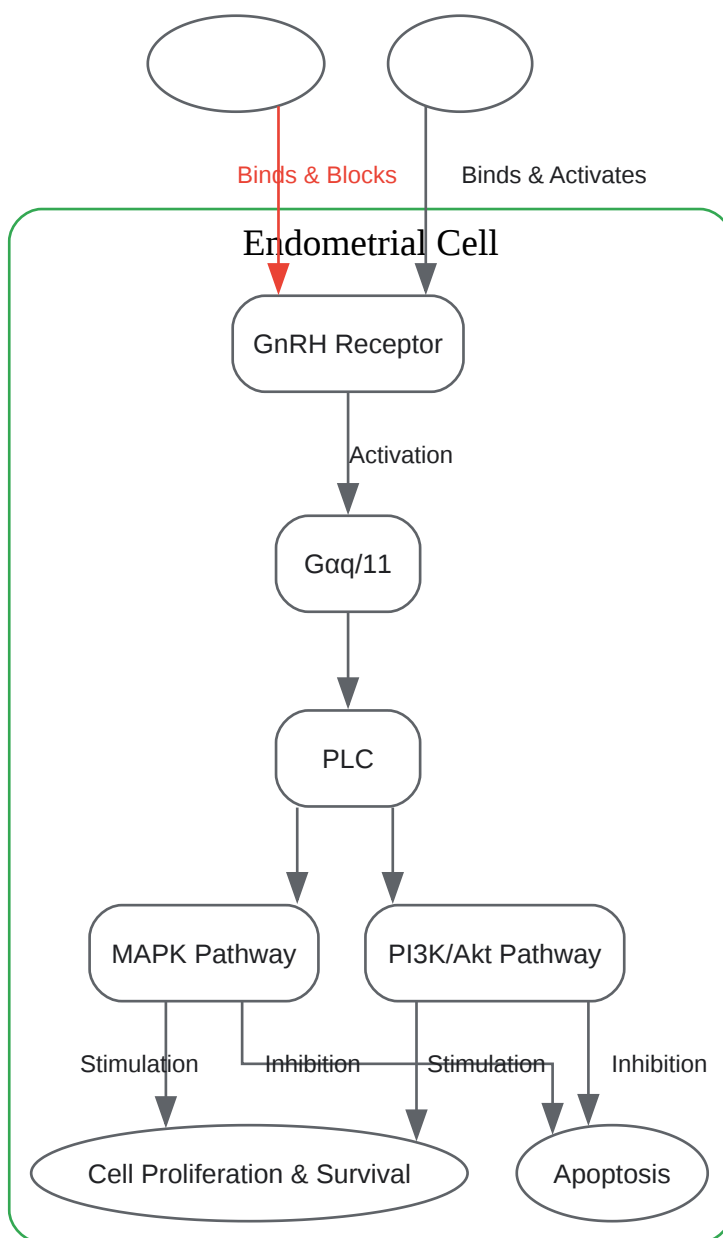 Binds & Blocks
Binds & Activates
Endometrial Cell
GnRH Receptor
Activation
Gαq/11
PLC
MAPK Pathway
PI3K/Akt Pathway
Stimulation
Inhibition
Stimulation
Inhibition
Cell Proliferation & Survival
Apoptosis